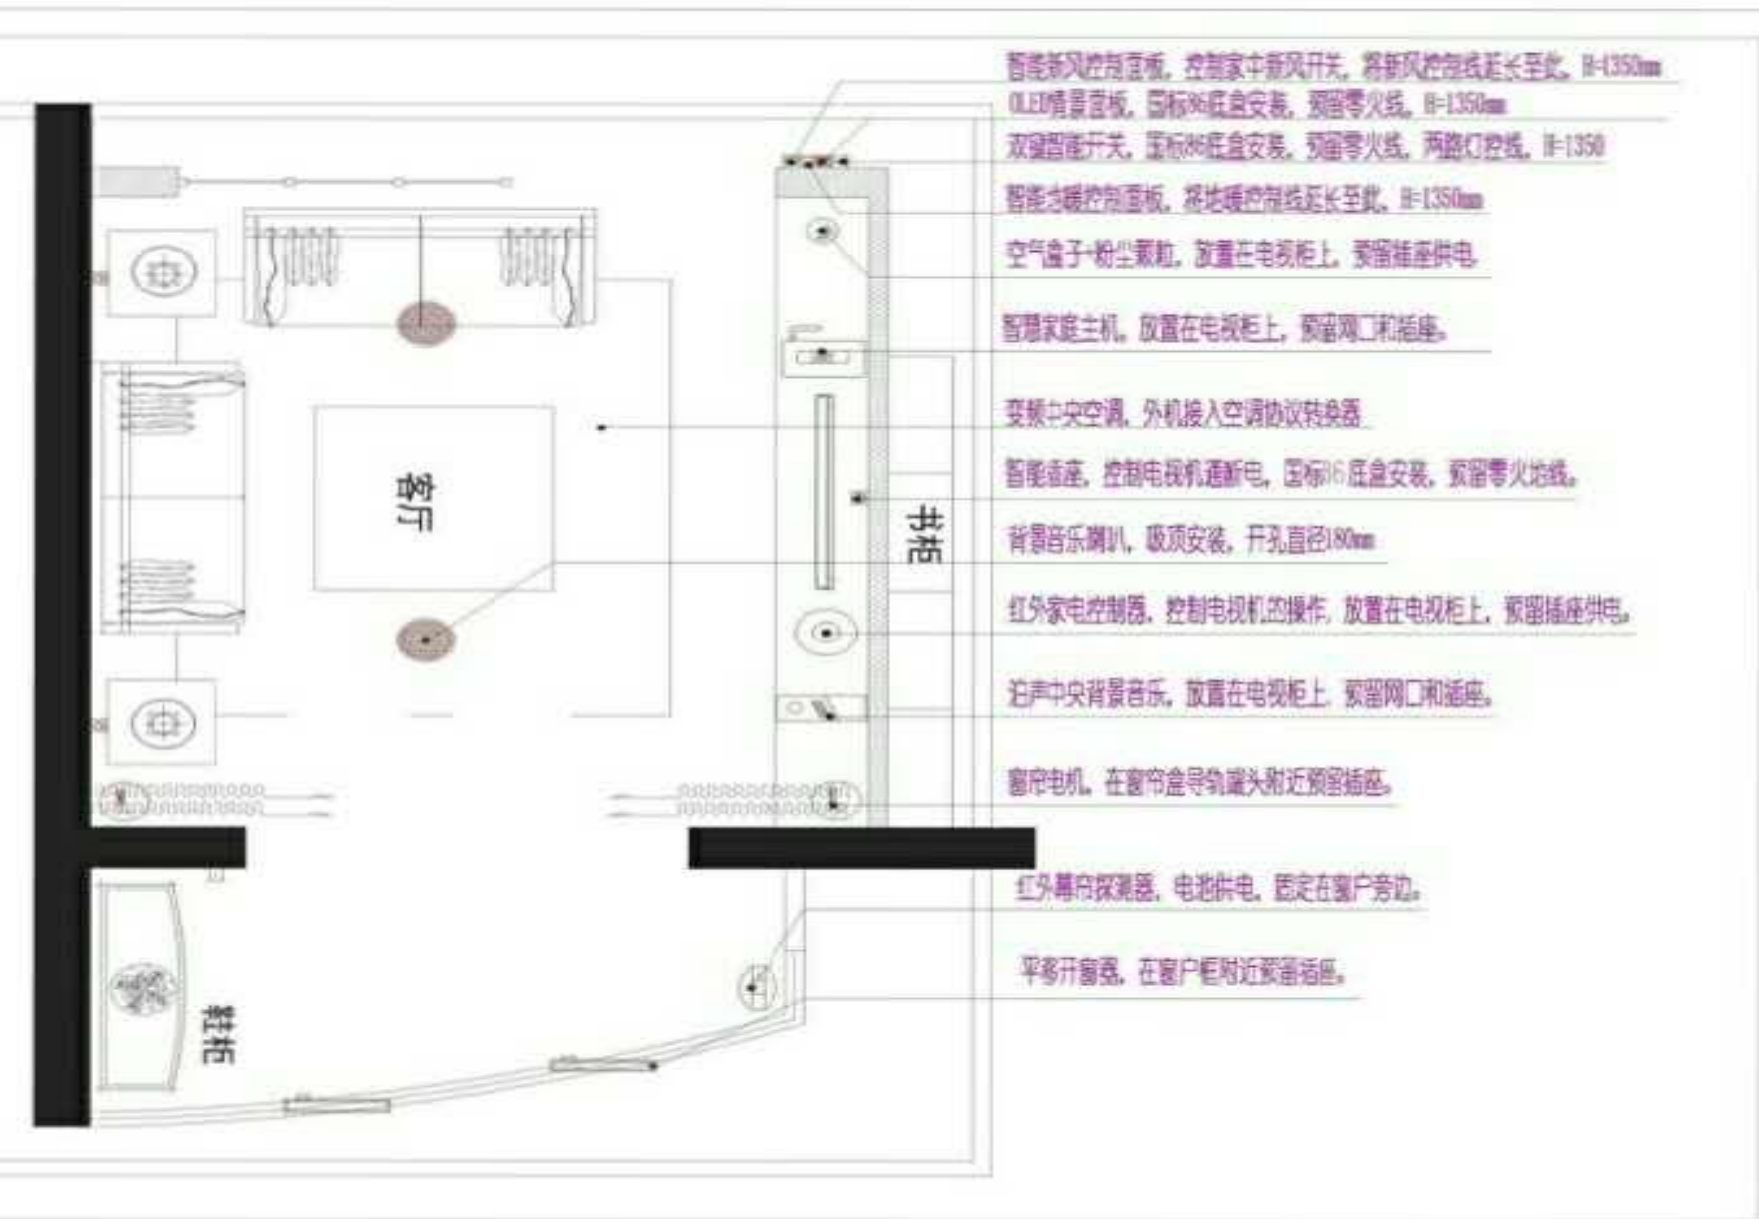 智能新风控制面板，控制家中新风开关，将新风控制线延长至此，H=1350mm
OLED情景面板，国标86底盒安装，预留零火线，H=1350mm
双键智能开关，国标86底盒安装，预留零火线，两路灯控线，H=1350
智能地暖控制面板，将地暖控制线延长至此，H=1350mm
空气盒子+粉尘颗粒，放置在电视柜上，预留插座供电
智慧家庭主机，放置在电视柜上，预留网口和插座。
变频中央空调，外机接入空调协议转换器
智能插座，控制电视机通断电，国标86底盒安装，预留零火地线。
背景音乐喇叭，吸顶安装，开孔直径180mm
红外家电控制器，控制电视机的操作，放置在电视柜上，预留插座供电。
泊声中央背景音乐，放置在电视柜上，预留网口和插座。
窗帘电机，在窗帘盒导轨端头附近预留插座。
红外幕帘探测器，电池供电，固定在窗户旁边。
平移开窗器，在窗户柜附近预留插座。
客厅
书柜
鞋柜